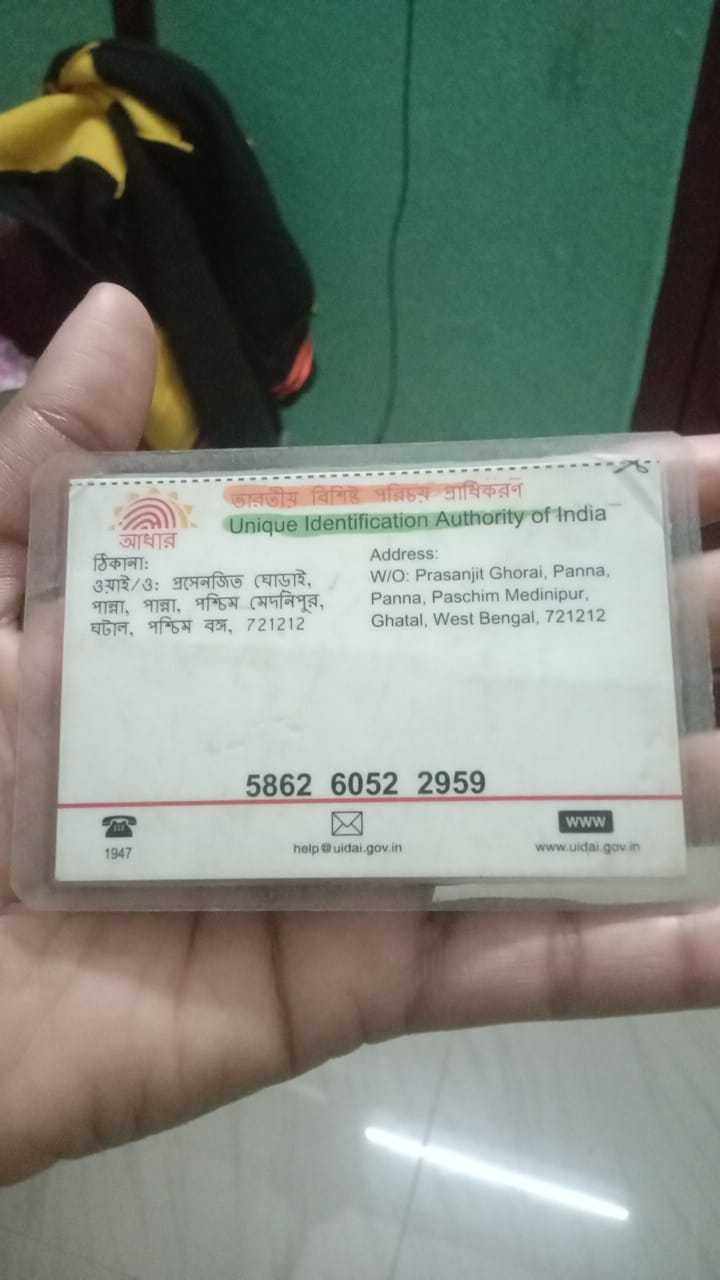 ভারতীয় বিশিষ্ট পরিচয় প্রাধিকরণ
Unique Identification Authority of India
আধার
ঠিকানা:
ওয়াই/ও: প্রসেনজিত ঘোড়াই,
পান্না, পান্না, পশ্চিম মেদনিপুর,
ঘটাল, পশ্চিম বঙ্গ, 721212
Address:
W/O: Prasanjit Ghorai, Panna,
Panna, Paschim Medinipur,
Ghatal, West Bengal, 721212
5862 6052 2959
1947
help@uidai.gov.in
www
www.uidai.gov.in